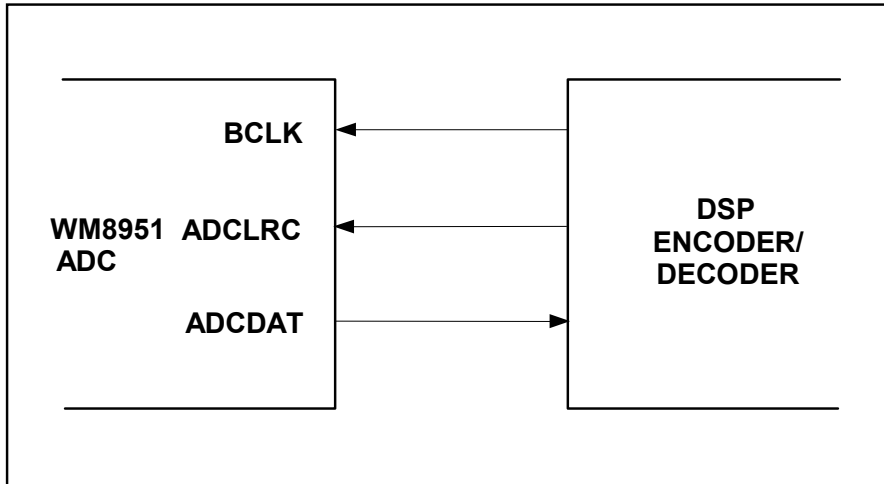 BCLK
WM8951 ADCLRC
ADC
ADCDAT
DSP
ENCODER/
DECODER